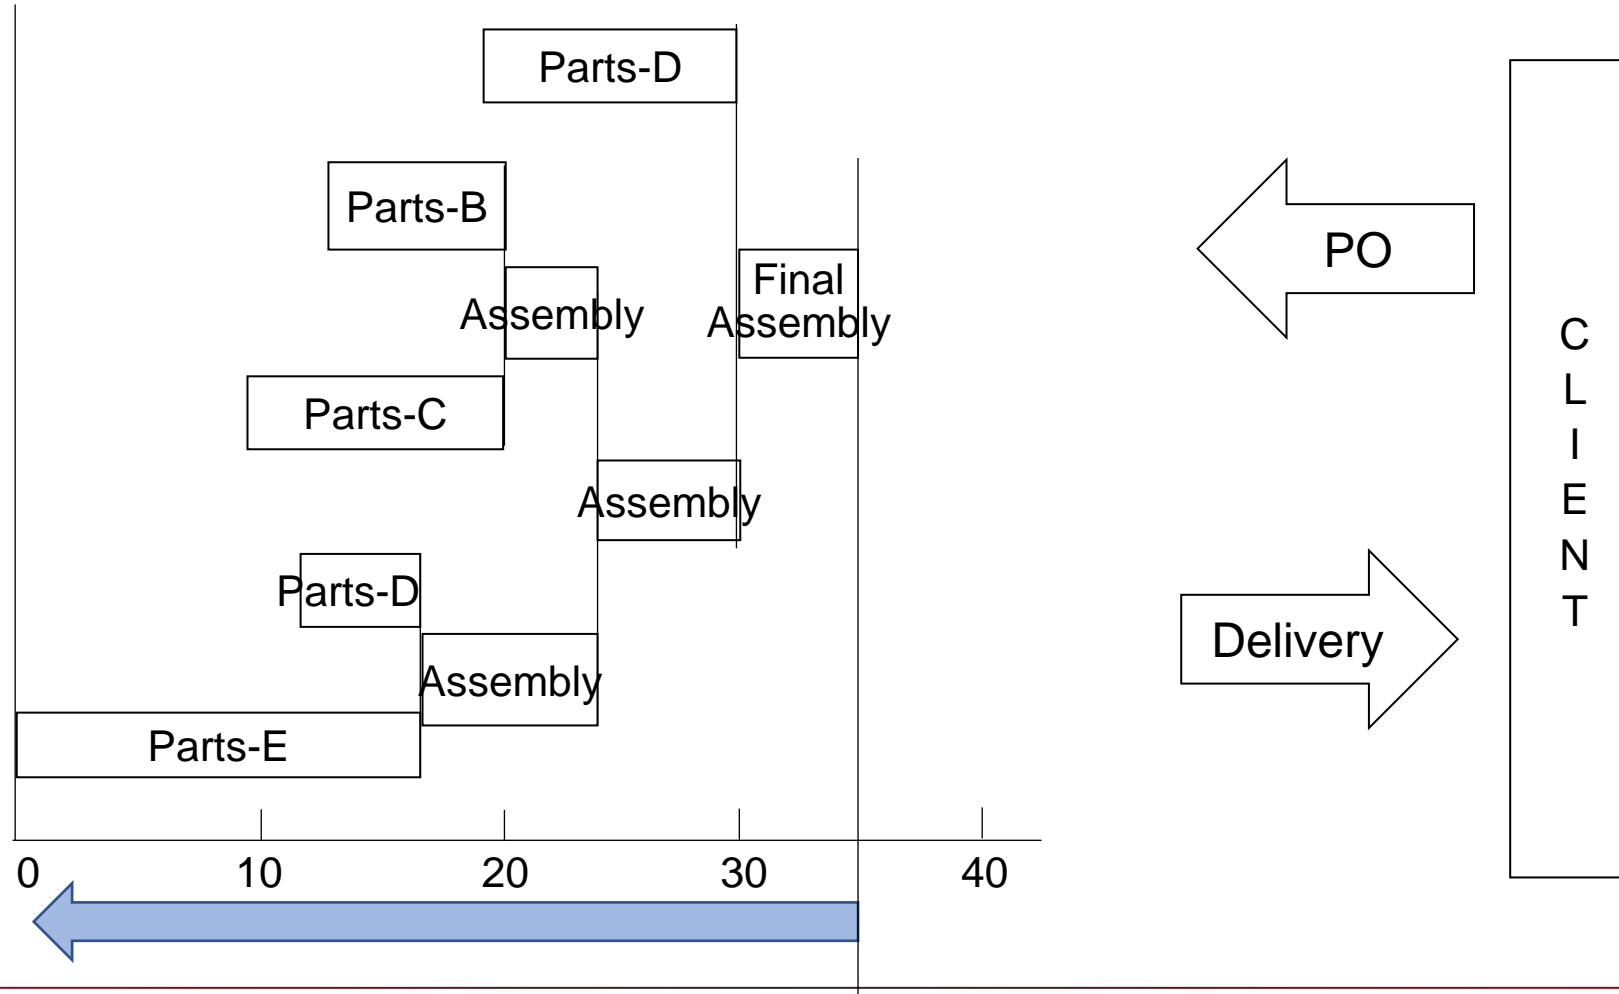 Parts-D
Parts-B
Assembly
Final
Assembly
Parts-C
Assembly
Parts-D
Assembly
Parts-E
0 10 20 30 40
PO
Delivery
C
L
I
E
N
T